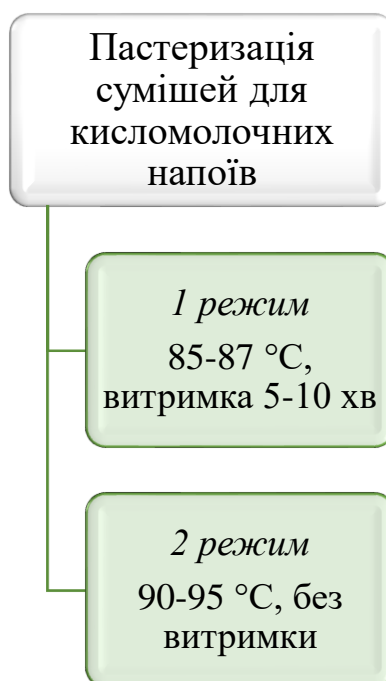 Пастеризація
сумішей для
кисломолочних
напоїв
1 режим
85-87 °С,
витримка 5-10 хв
2 режим
90-95 °С, без
витримки